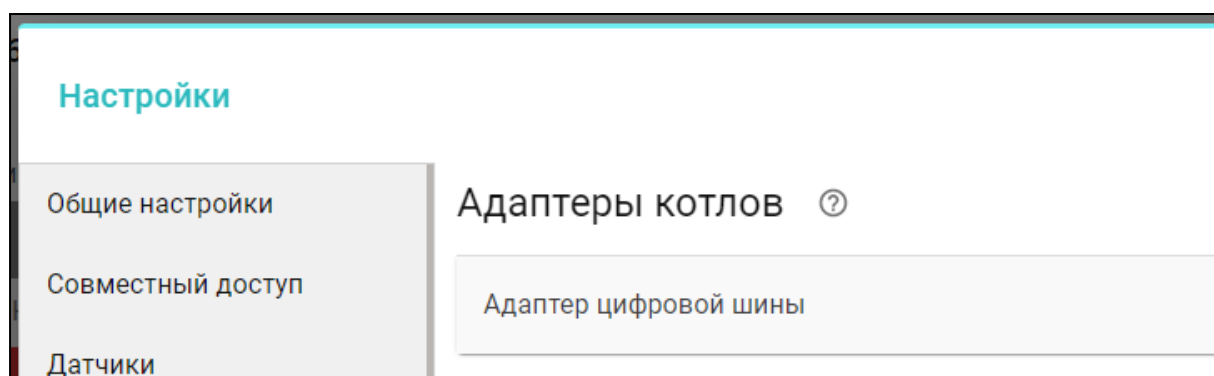 Настройки
Общие настройки
Совместный доступ
Датчики
Адаптеры котлов
Адаптер цифровой шины